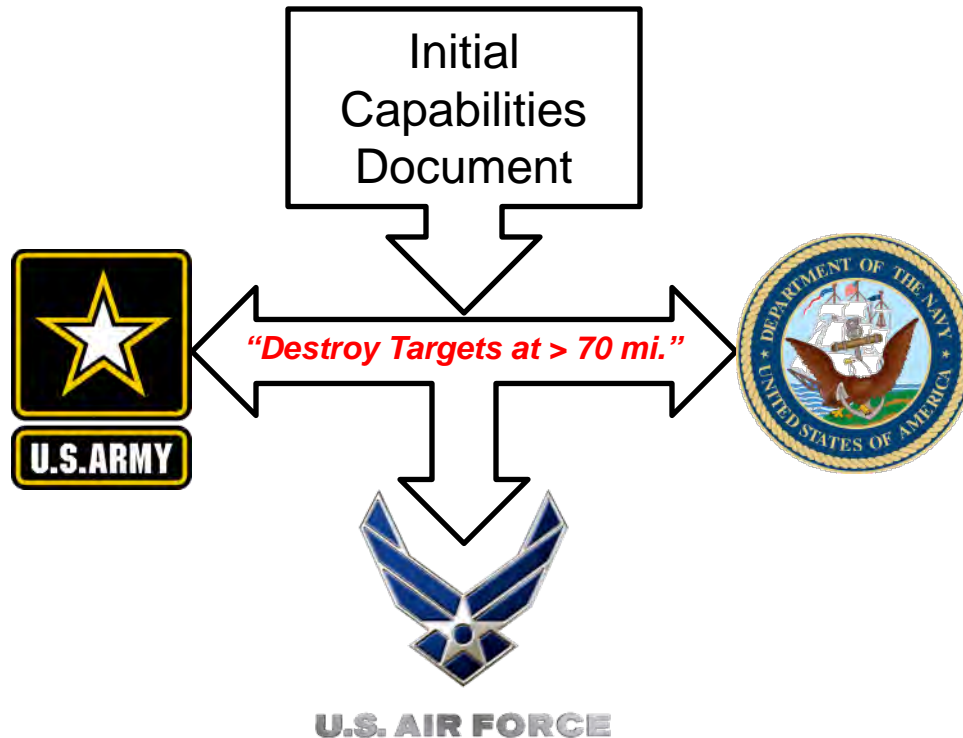 Initial
Capabilities
Document
“Destroy Targets at > 70 mi.”
U.S.ARMY
DEPARTMENT OF THE NAVY
UNITED STATES OF AMERICA
U.S. AIR FORCE